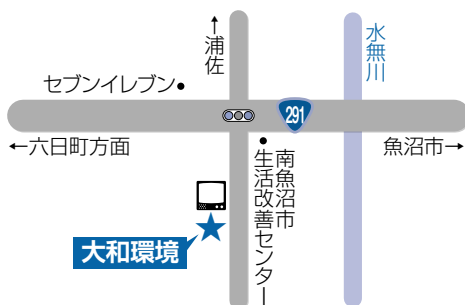 ↑浦佐
水無川
セブンイレブン●
291
←六日町方面
魚沼市→
●南魚沼市
生活改善センター
大和環境